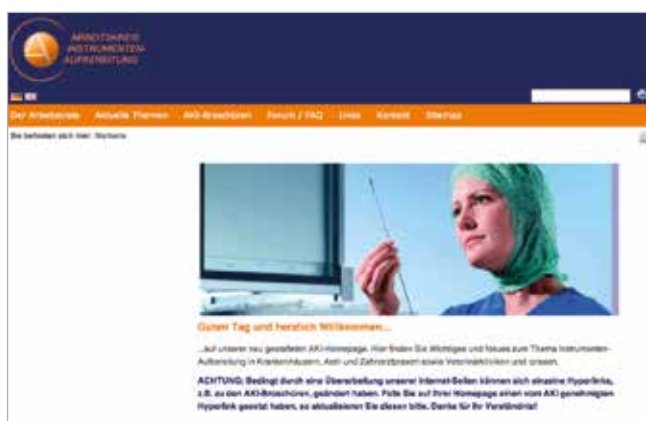 ARBEITSKREIS
INSTRUMENTEN-
AUFBEREITUNG
Der Arbeitskreis Aktuelle Themen AKI-Broschüren Forum / FAQ Links Kontakt Sitemap
Sie befinden sich hier: Startseite
Guten Tag und herzlich Willkommen...
...auf unserer neu gestalteten AKI-Homepage. Hier finden Sie Wichtiges und Neues zum Thema Instrumenten-
Aufbereitung in Krankenhäusern, Arzt- und Zahnarztpraxen sowie Veterinärkliniken und -praxen.
ACHTUNG: Bedingt durch eine Überarbeitung unserer Internet-Seiten können sich einzelne Hyperlinks,
z.B. zu den AKI-Broschüren, geändert haben. Falls Sie auf Ihrer Homepage einen vom AKI genehmigten
Hyperlink gesetzt haben, so aktualisieren Sie diesen bitte. Danke für Ihr Verständnis!